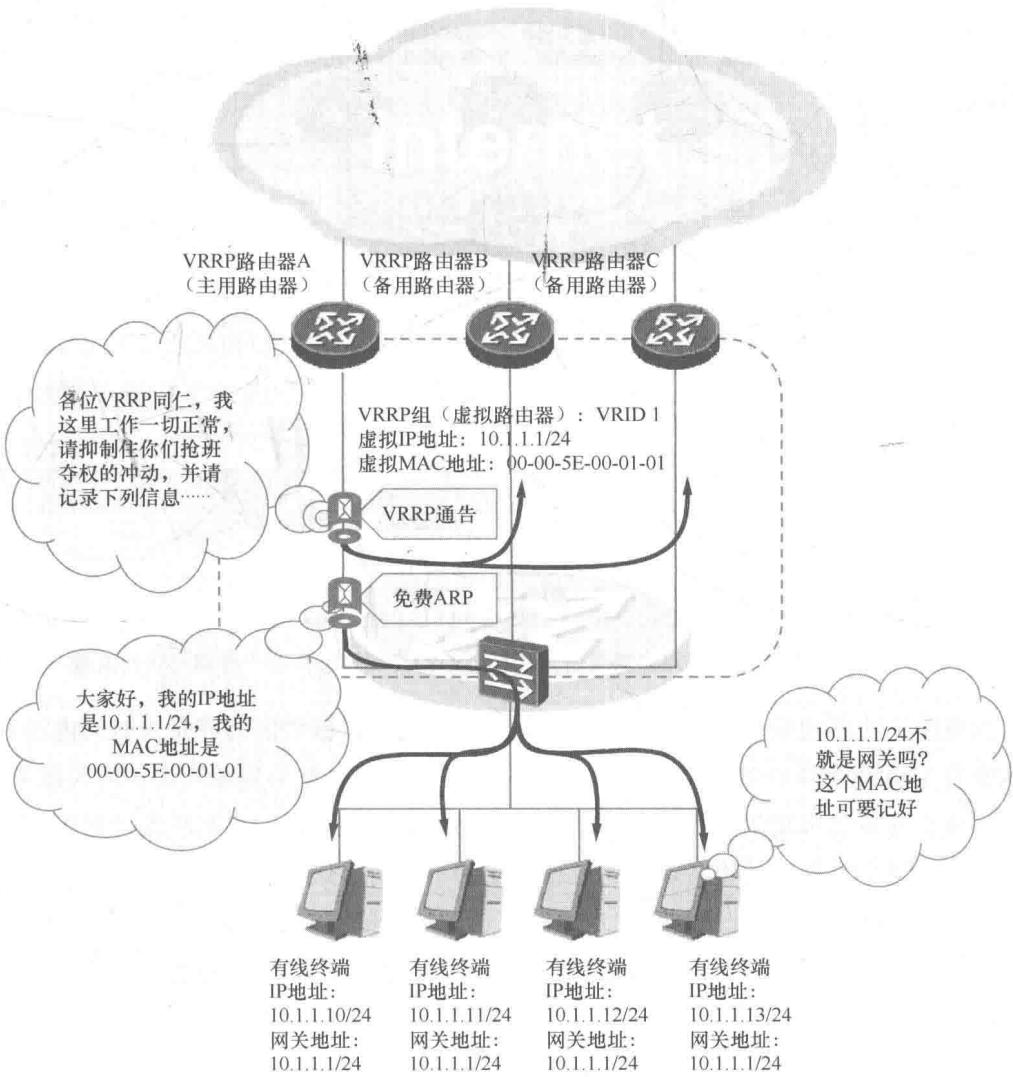 Internet
VRRP路由器A
（主用路由器）
VRRP路由器B
（备用路由器）
VRRP路由器C
（备用路由器）
各位VRRP同仁，我
这里工作一切正常，
请抑制住你们抢班
夺权的冲动，并请
记录下列信息……
VRRP组（虚拟路由器）：VRID 1
虚拟IP地址：10.1.1.1/24
虚拟MAC地址：00-00-5E-00-01-01
VRRP通告
免费ARP
大家好，我的IP地址
是10.1.1.1/24，我的
MAC地址是
00-00-5E-00-01-01
10.1.1.1/24不
就是网关吗？
这个MAC地
址可要记好
有线终端
IP地址：
10.1.1.10/24
网关地址：
10.1.1.1/24
有线终端
IP地址：
10.1.1.11/24
网关地址：
10.1.1.1/24
有线终端
IP地址：
10.1.1.12/24
网关地址：
10.1.1.1/24
有线终端
IP地址：
10.1.1.13/24
网关地址：
10.1.1.1/24